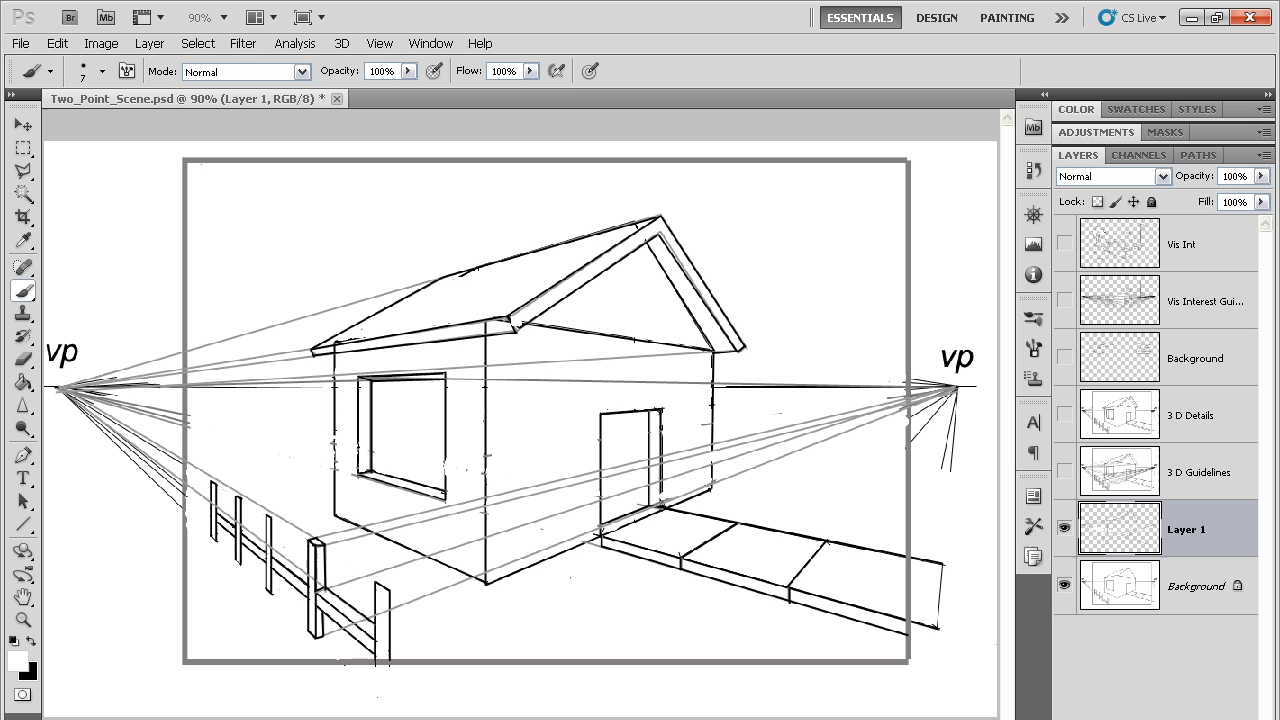 Ps Br Mb 90% ESSENTIALS DESIGN PAINTING CS Live
File Edit Image Layer Select Filter Analysis 3D View Window Help
7 Mode: Normal Opacity: 100% Flow: 100%
Two_Point_Scene.psd @ 90% (Layer 1, RGB/8) *
vp
vp
Mb
COLOR SWATCHES STYLES
ADJUSTMENTS MASKS
LAYERS CHANNELS PATHS
Normal Opacity: 100%
Lock: Fill: 100%
Vis Int
Vis Interest Gui...
Background
3 D Details
3 D Guidelines
Layer 1
Background